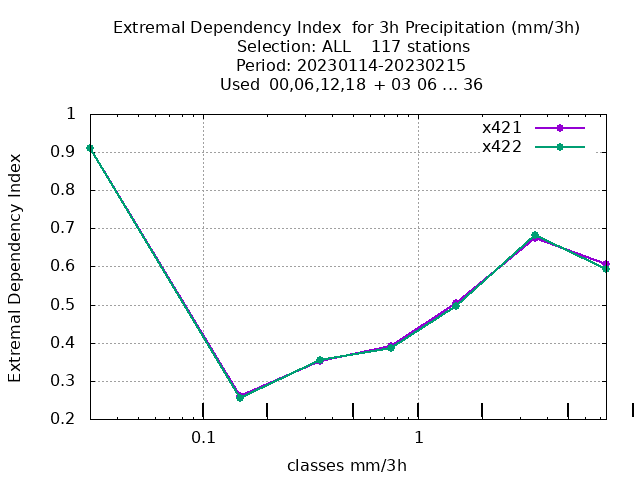 Extremal Dependency Index  for 3h Precipitation (mm/3h)
Selection: ALL    117 stations
Period: 20230114-20230215
Used  00,06,12,18  + 03 06 ... 36
x421
x422
1
0.9
0.8
0.7
0.6
0.5
0.4
0.3
0.2
Extremal Dependency Index
0.1
1
classes mm/3h